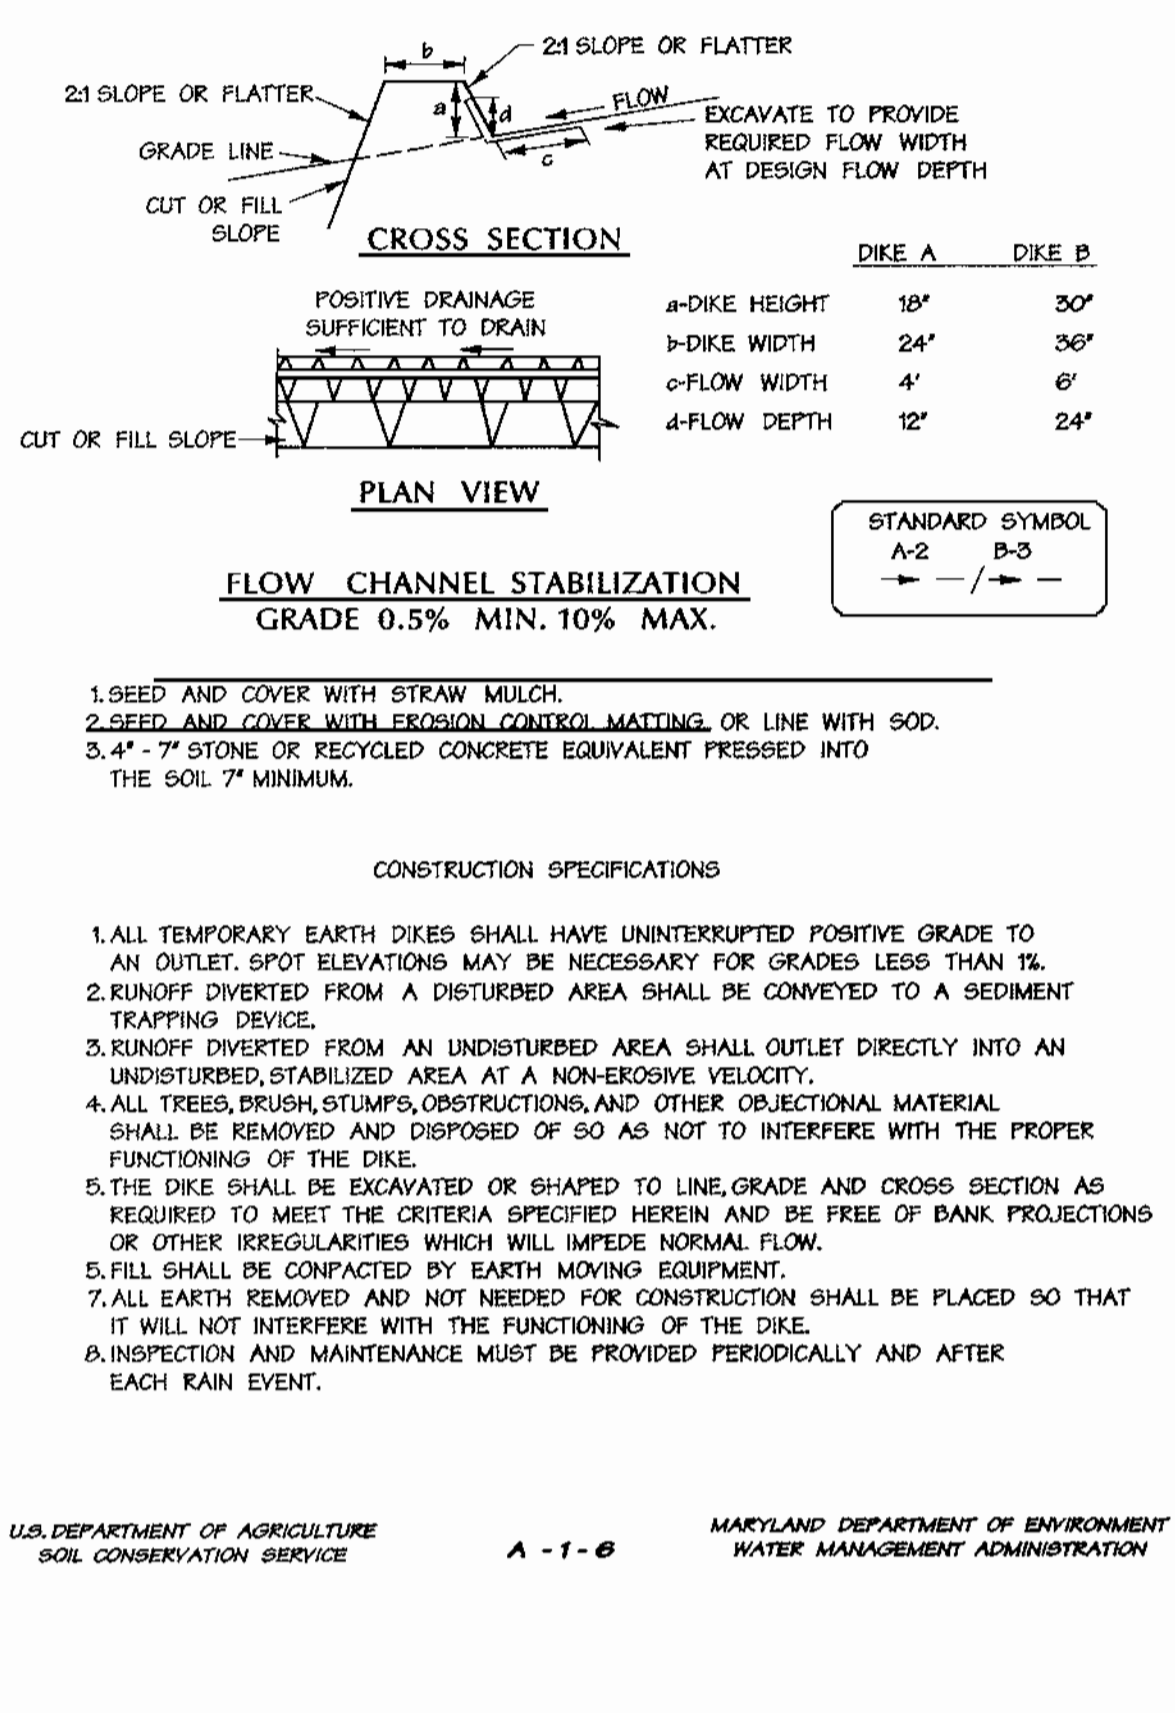 b
2:1 SLOPE OR FLATTER
2:1 SLOPE OR FLATTER
a
d
FLOW
EXCAVATE TO PROVIDE
REQUIRED FLOW WIDTH
AT DESIGN FLOW DEPTH
GRADE LINE
c
CUT OR FILL
SLOPE
CROSS SECTION
DIKE A DIKE B
POSITIVE DRAINAGE
SUFFICIENT TO DRAIN
a-DIKE HEIGHT 18" 30"
b-DIKE WIDTH 24" 36"
c-FLOW WIDTH 4' 6'
d-FLOW DEPTH 12" 24"
CUT OR FILL SLOPE
PLAN VIEW
STANDARD SYMBOL
A-2 B-3
/
FLOW CHANNEL STABILIZATION
GRADE 0.5% MIN. 10% MAX.
1. SEED AND COVER WITH STRAW MULCH.
2. SEED AND COVER WITH EROSION CONTROL MATTING OR LINE WITH SOD.
3. 4" - 7" STONE OR RECYCLED CONCRETE EQUIVALENT PRESSED INTO
THE SOIL 7" MINIMUM.
CONSTRUCTION SPECIFICATIONS
1. ALL TEMPORARY EARTH DIKES SHALL HAVE UNINTERRUPTED POSITIVE GRADE TO
AN OUTLET. SPOT ELEVATIONS MAY BE NECESSARY FOR GRADES LESS THAN 1%.
2. RUNOFF DIVERTED FROM A DISTURBED AREA SHALL BE CONVEYED TO A SEDIMENT
TRAPPING DEVICE.
3. RUNOFF DIVERTED FROM AN UNDISTURBED AREA SHALL OUTLET DIRECTLY INTO AN
UNDISTURBED, STABILIZED AREA AT A NON-EROSIVE VELOCITY.
4. ALL TREES, BRUSH, STUMPS, OBSTRUCTIONS, AND OTHER OBJECTIONAL MATERIAL
SHALL BE REMOVED AND DISPOSED OF SO AS NOT TO INTERFERE WITH THE PROPER
FUNCTIONING OF THE DIKE.
5. THE DIKE SHALL BE EXCAVATED OR SHAPED TO LINE, GRADE AND CROSS SECTION AS
REQUIRED TO MEET THE CRITERIA SPECIFIED HEREIN AND BE FREE OF BANK PROJECTIONS
OR OTHER IRREGULARITIES WHICH WILL IMPEDE NORMAL FLOW.
5. FILL SHALL BE CONPACTED BY EARTH MOVING EQUIPMENT.
7. ALL EARTH REMOVED AND NOT NEEDED FOR CONSTRUCTION SHALL BE PLACED SO THAT
IT WILL NOT INTERFERE WITH THE FUNCTIONING OF THE DIKE.
8. INSPECTION AND MAINTENANCE MUST BE PROVIDED PERIODICALLY AND AFTER
EACH RAIN EVENT.
U.S. DEPARTMENT OF AGRICULTURE
SOIL CONSERVATION SERVICE
A - 1 - 6
MARYLAND DEPARTMENT OF ENVIRONMENT
WATER MANAGEMENT ADMINISTRATION